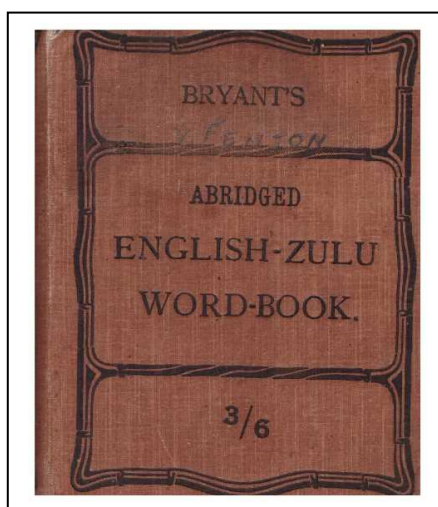 BRYANT'S
ABRIDGED
ENGLISH-ZULU
WORD-BOOK.
3/6